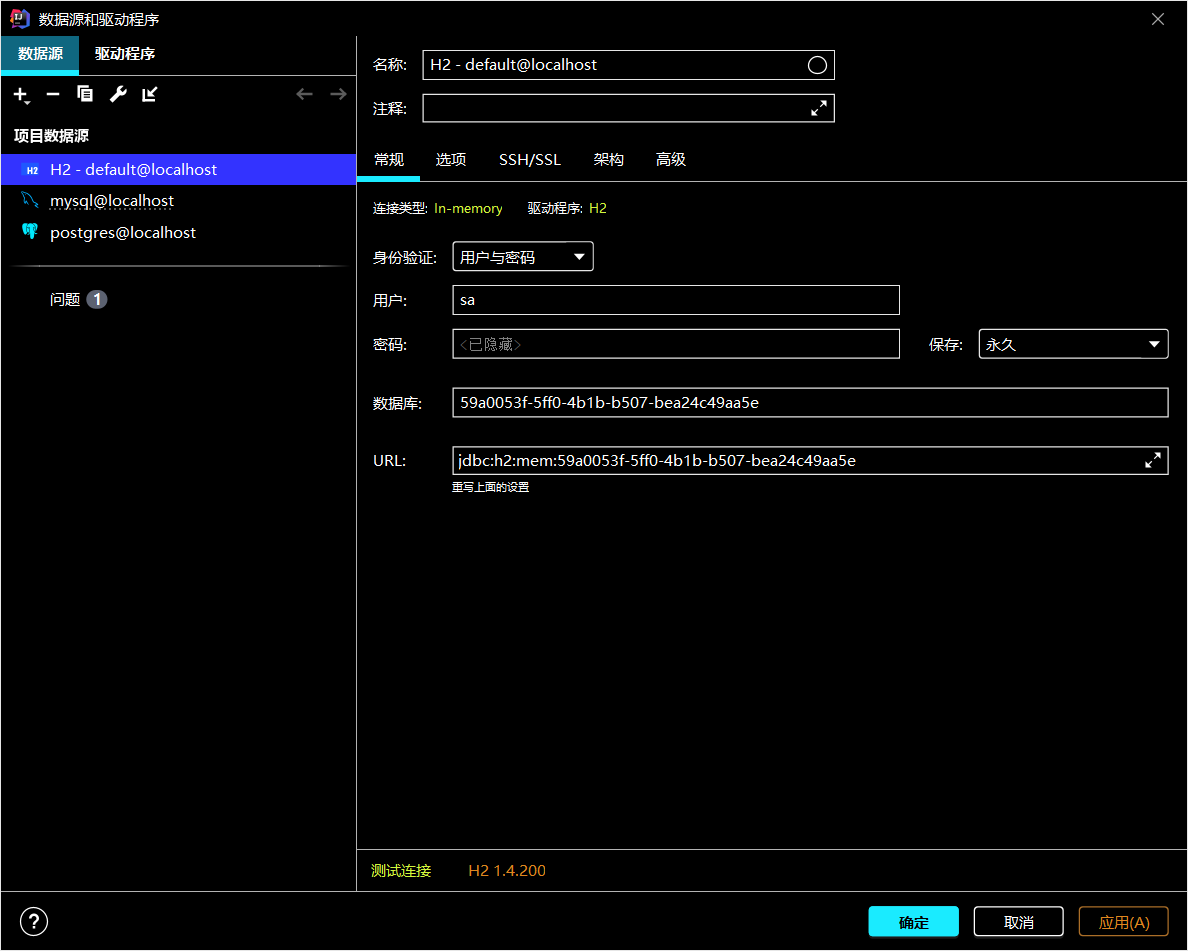 数据源和驱动程序
数据源 驱动程序
项目数据源
H2 H2 - default@localhost
mysql@localhost
postgres@localhost
问题 1
名称: H2 - default@localhost
注释:
常规 选项 SSH/SSL 架构 高级
连接类型: In-memory 驱动程序: H2
身份验证: 用户与密码
用户: sa
密码: <已隐藏> 保存: 永久
数据库: 59a0053f-5ff0-4b1b-b507-bea24c49aa5e
URL: jdbc:h2:mem:59a0053f-5ff0-4b1b-b507-bea24c49aa5e
重写上面的设置
测试连接 H2 1.4.200
? 确定 取消 应用(A)